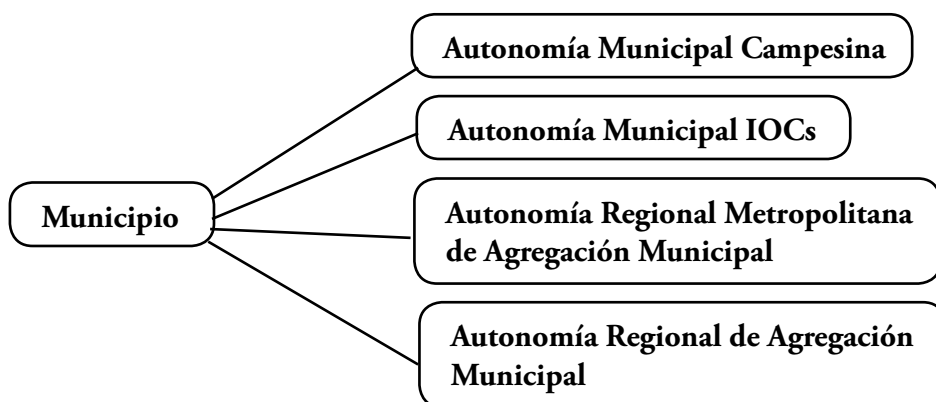 Autonomía Municipal Campesina
Autonomía Municipal IOCs
Municipio
Autonomía Regional Metropolitana
de Agregación Municipal
Autonomía Regional de Agregación
Municipal